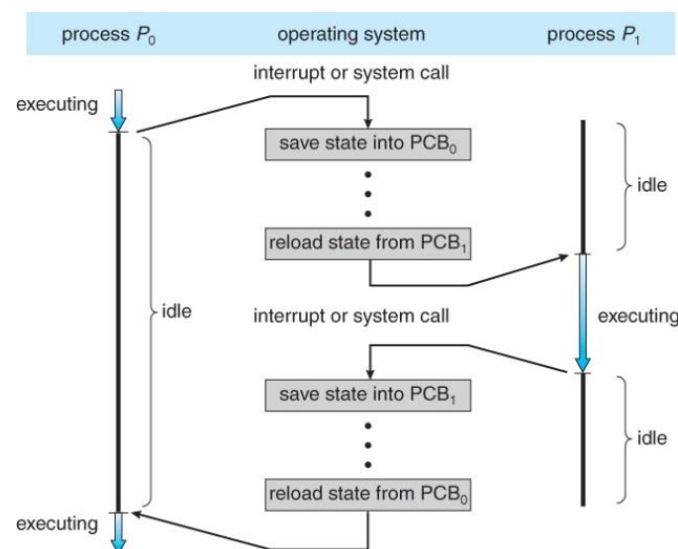 process P₀ operating system process P₁
interrupt or system call
executing
save state into PCB₀
idle
reload state from PCB₁
idle
interrupt or system call
executing
save state into PCB₁
idle
reload state from PCB₀
executing